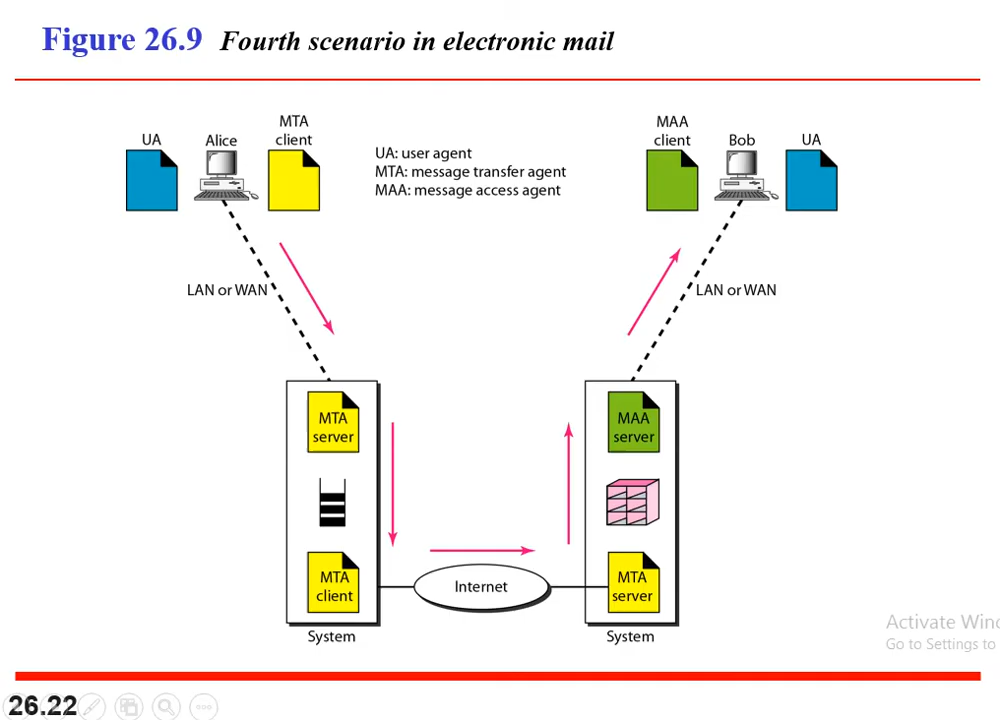 Figure 26.9 Fourth scenario in electronic mail
UA
Alice
MTA
client
UA: user agent
MTA: message transfer agent
MAA: message access agent
MAA
client
Bob
UA
LAN or WAN
LAN or WAN
MTA
server
MAA
server
MTA
client
Internet
MTA
server
System
System
Activate Win
Go to Settings to
26.22